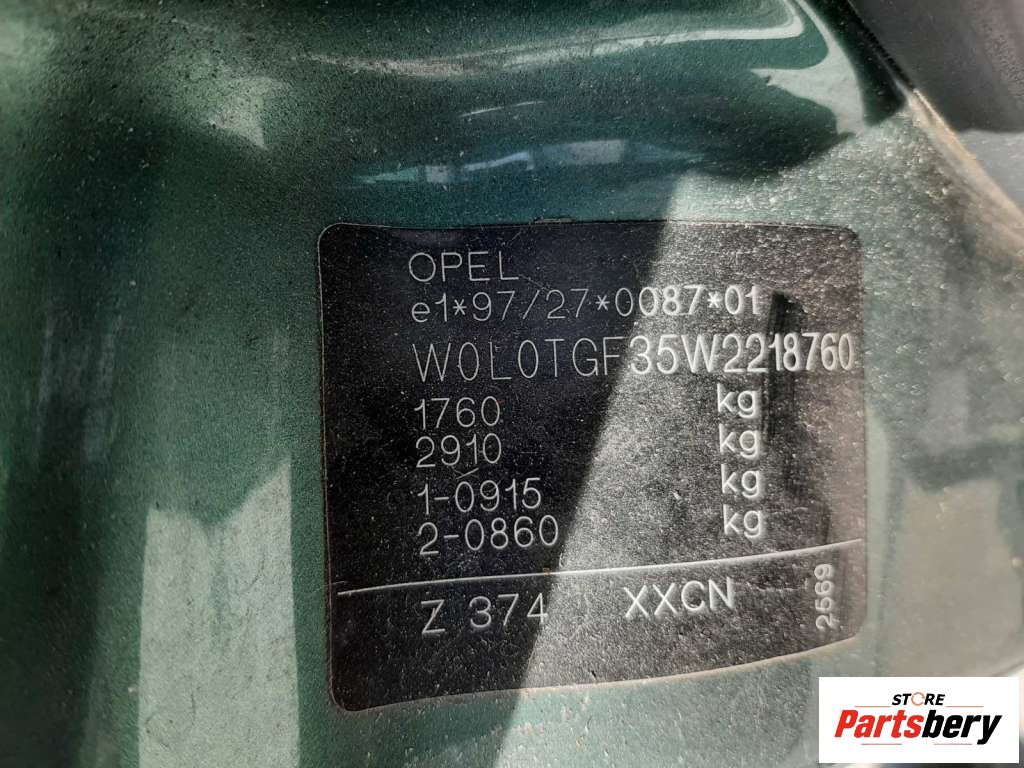 OPEL
e1*97/27*0087*01
W0L0TGF35W2218760
1760 kg
2910 kg
1-0915 kg
2-0860 kg
Z 374 XXCN 2569
STORE
Partsbery